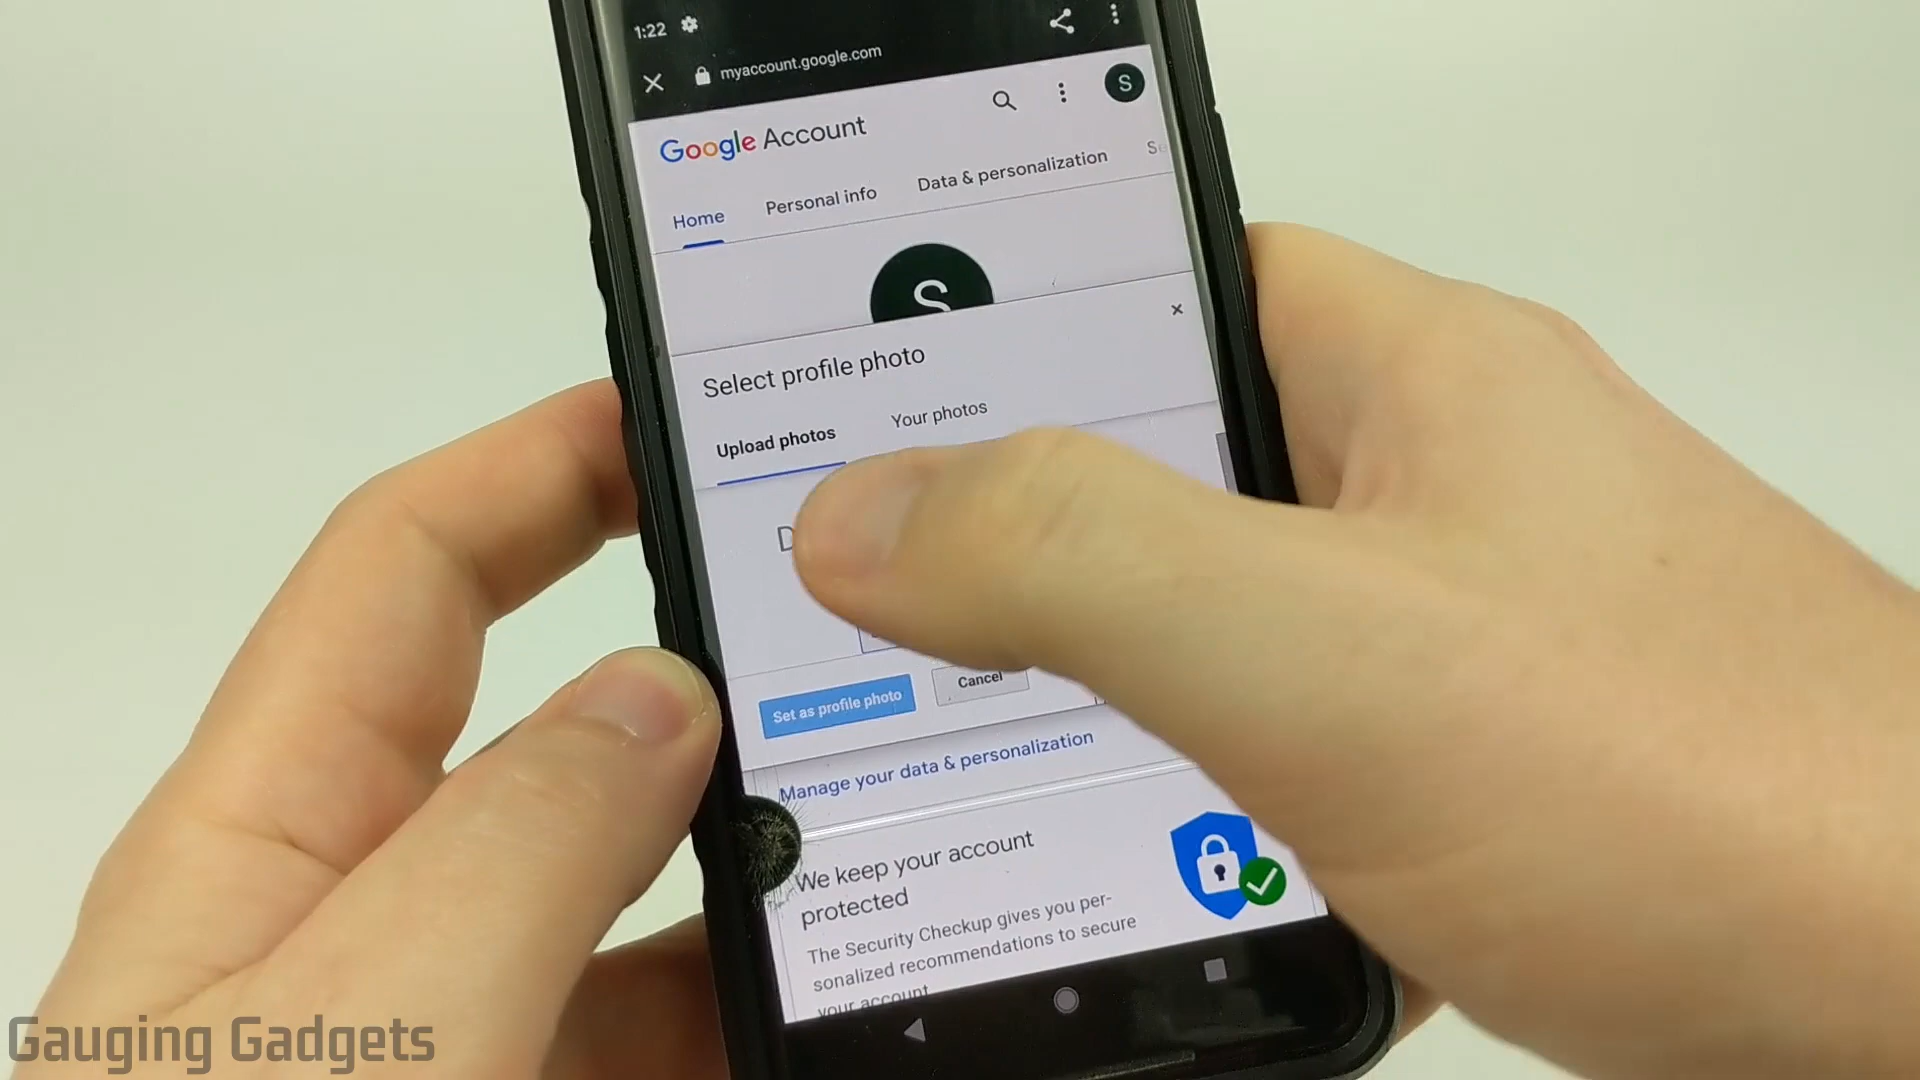 1:22
myaccount.google.com
S
Google Account
Home Personal info Data & personalization
S
Select profile photo
Upload photos Your photos
Set as profile photo Cancel
Manage your data & personalization
We keep your account
protected
The Security Checkup gives you per-
sonalized recommendations to secure
your account
Gauging Gadgets